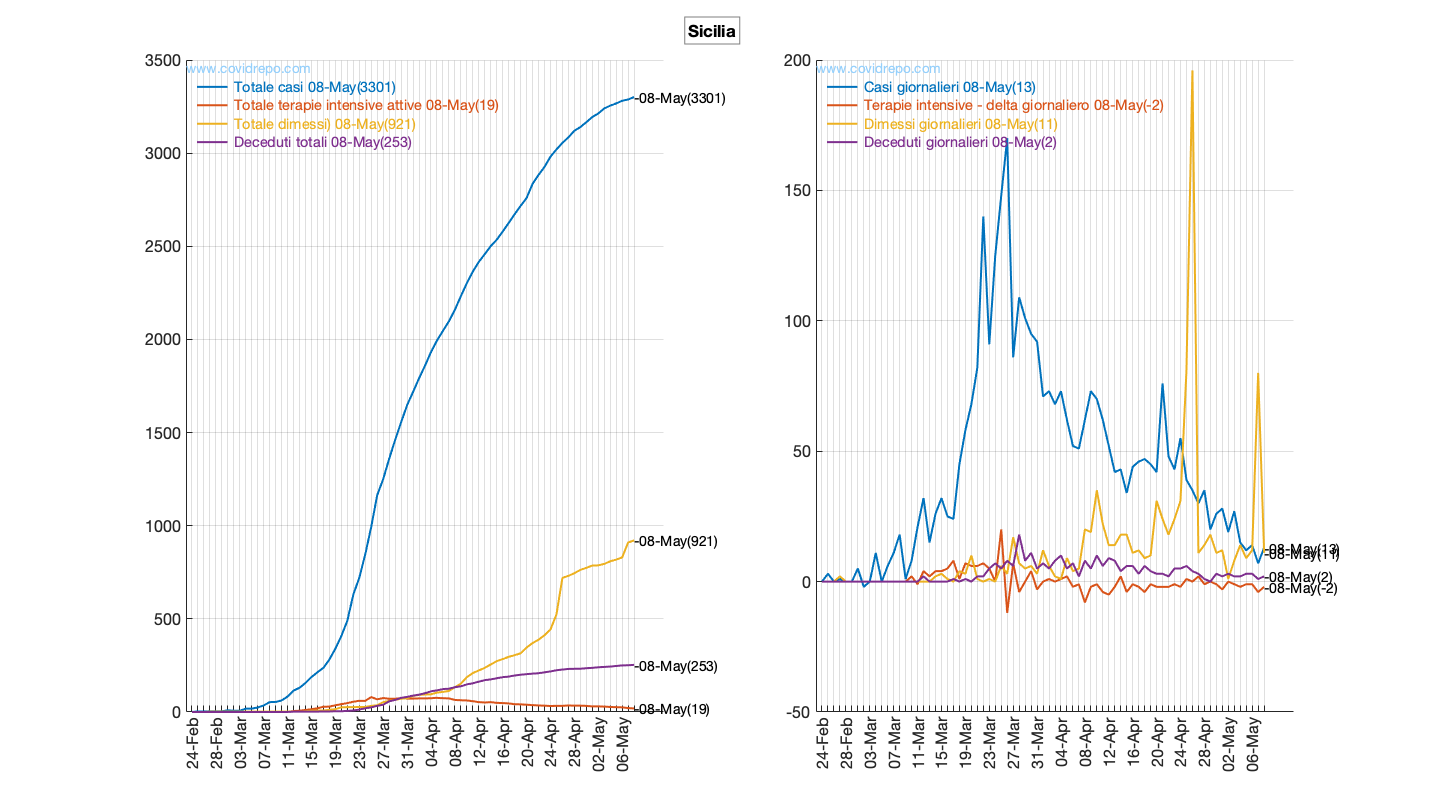 Sicilia
www.covidrepo.com
Totale casi 08-May(3301)
Totale terapie intensive attive 08-May(19)
Totale dimessi) 08-May(921)
Deceduti totali 08-May(253)
3500
3000
2500
2000
1500
1000
500
0
-08-May(3301)
-08-May(921)
-08-May(253)
-08-May(19)
24-Feb
28-Feb
03-Mar
07-Mar
11-Mar
15-Mar
19-Mar
23-Mar
27-Mar
31-Mar
04-Apr
08-Apr
12-Apr
16-Apr
20-Apr
24-Apr
28-Apr
02-May
06-May
www.covidrepo.com
Casi giornalieri 08-May(13)
Terapie intensive - delta giornaliero 08-May(-2)
Dimessi giornalieri 08-May(11)
Deceduti giornalieri 08-May(2)
200
150
100
50
0
-50
-08-May(13)
-08-May(11)
-08-May(2)
-08-May(-2)
24-Feb
28-Feb
03-Mar
07-Mar
11-Mar
15-Mar
19-Mar
23-Mar
27-Mar
31-Mar
04-Apr
08-Apr
12-Apr
16-Apr
20-Apr
24-Apr
28-Apr
02-May
06-May